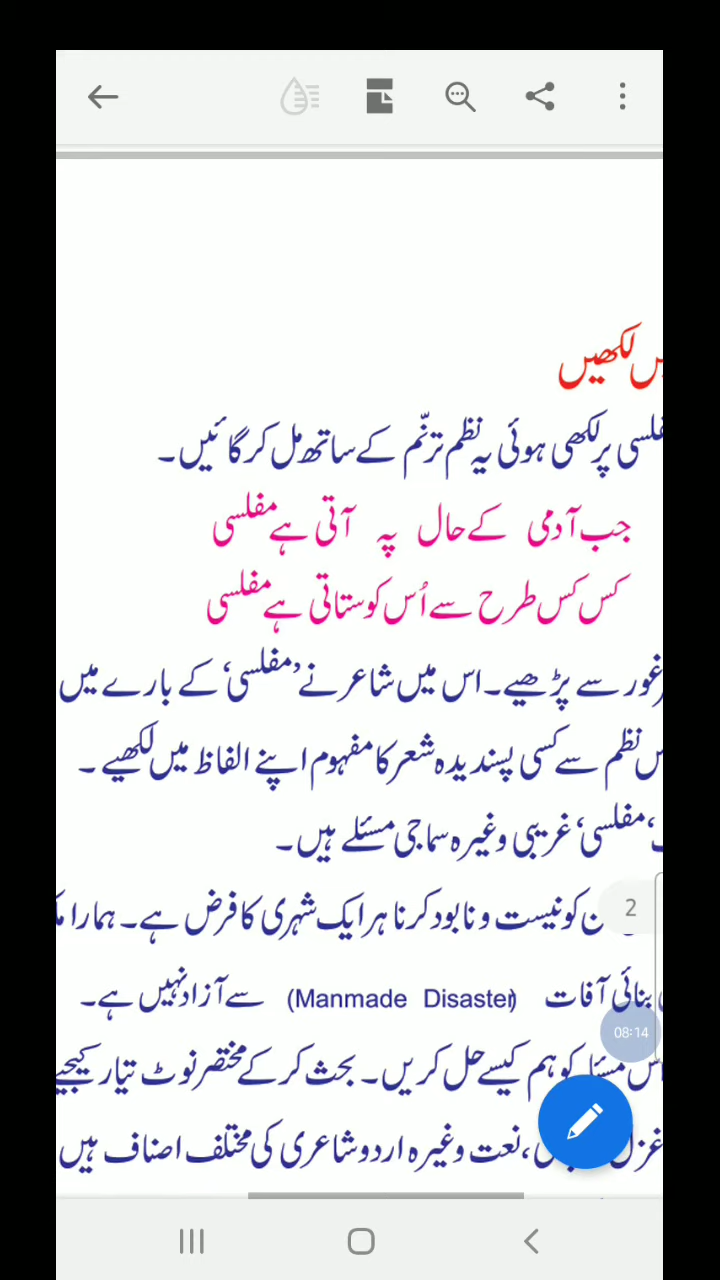 لکھیں
پر لکھی ہوئی یہ نظم ترنّم کے ساتھ مل کر گائیں۔
جب آدمی کے حال پہ آتی ہے مفلسی
کس کس طرح سے اُس کو ستاتی ہے مفلسی
غور سے پڑھیے۔ اس میں شاعر نے ’مفلسی‘ کے بارے میں
نظم سے کسی پسندیدہ شعر کا مفہوم اپنے الفاظ میں لکھیے ۔
’مفلسی‘ غریبی وغیرہ سماجی مسئلے ہیں۔
کو نیست و نابود کرنا ہر ایک شہری کا فرض ہے۔ ہمارا
2
بنائی آفات (Manmade Disaster) سے آزاد نہیں ہے۔
08:14
اس کو ہم کیسے حل کریں۔ بحث کر کے مختصر نوٹ تیّار کیجیے
نعت وغیرہ اردو شاعری کی مختلف اصناف ہیں